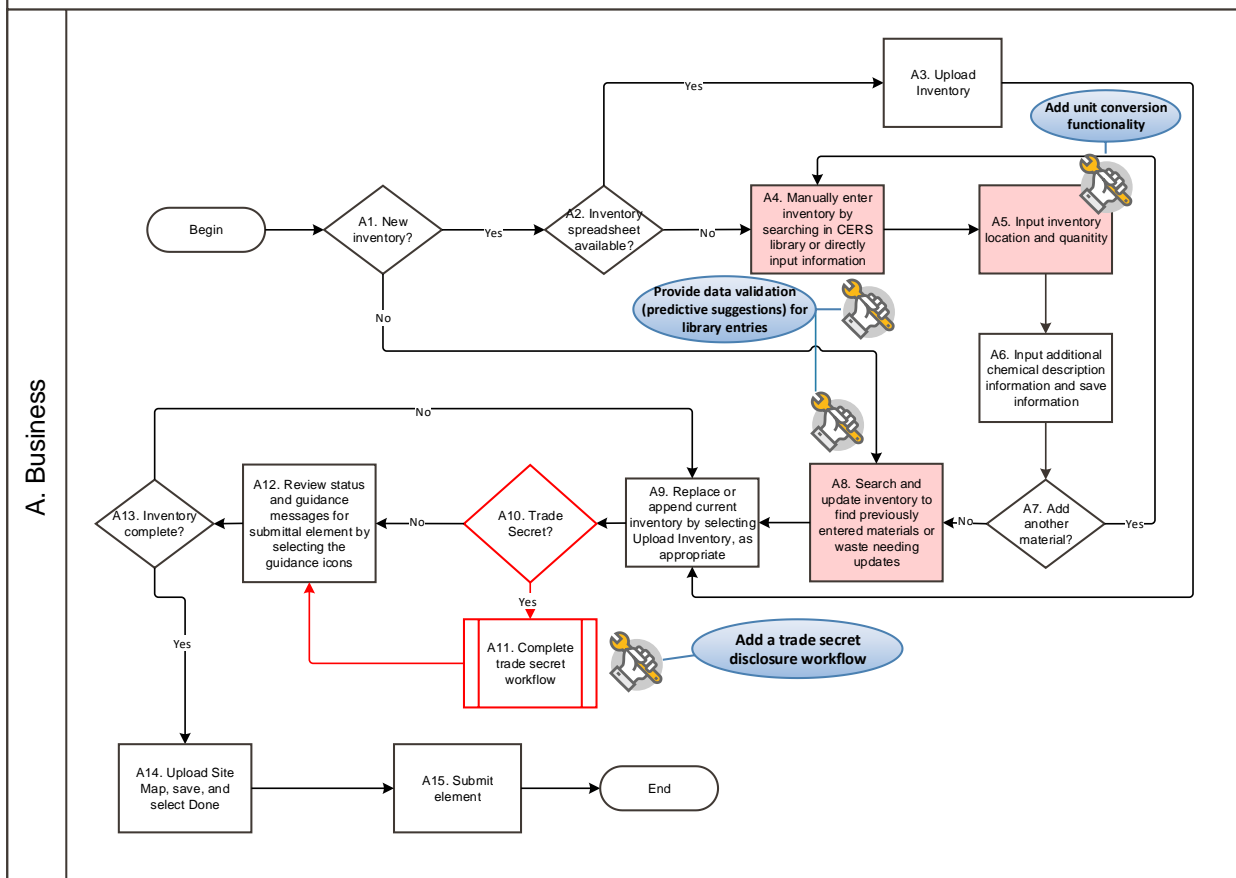 A. Business
Begin
A1. New
inventory?
Yes
No
A2. Inventory
spreadsheet
available?
Yes
No
A3. Upload
Inventory
Add unit conversion
functionality
A4. Manually enter
inventory by
searching in CERS
library or directly
input information
A5. Input inventory
location and quanitity
Provide data validation
(predictive suggestions) for
library entries
A6. Input additional
chemical description
information and save
information
A7. Add
another
material?
Yes
No
A8. Search and
update inventory to
find previously
entered materials or
waste needing
updates
A9. Replace or
append current
inventory by selecting
Upload Inventory, as
appropriate
A10. Trade
Secret?
No
Yes
A11. Complete
trade secret
workflow
Add a trade secret
disclosure workflow
A12. Review status
and guidance
messages for
submittal element by
selecting the
guidance icons
A13. Inventory
complete?
No
Yes
A14. Upload Site
Map, save, and
select Done
A15. Submit
element
End